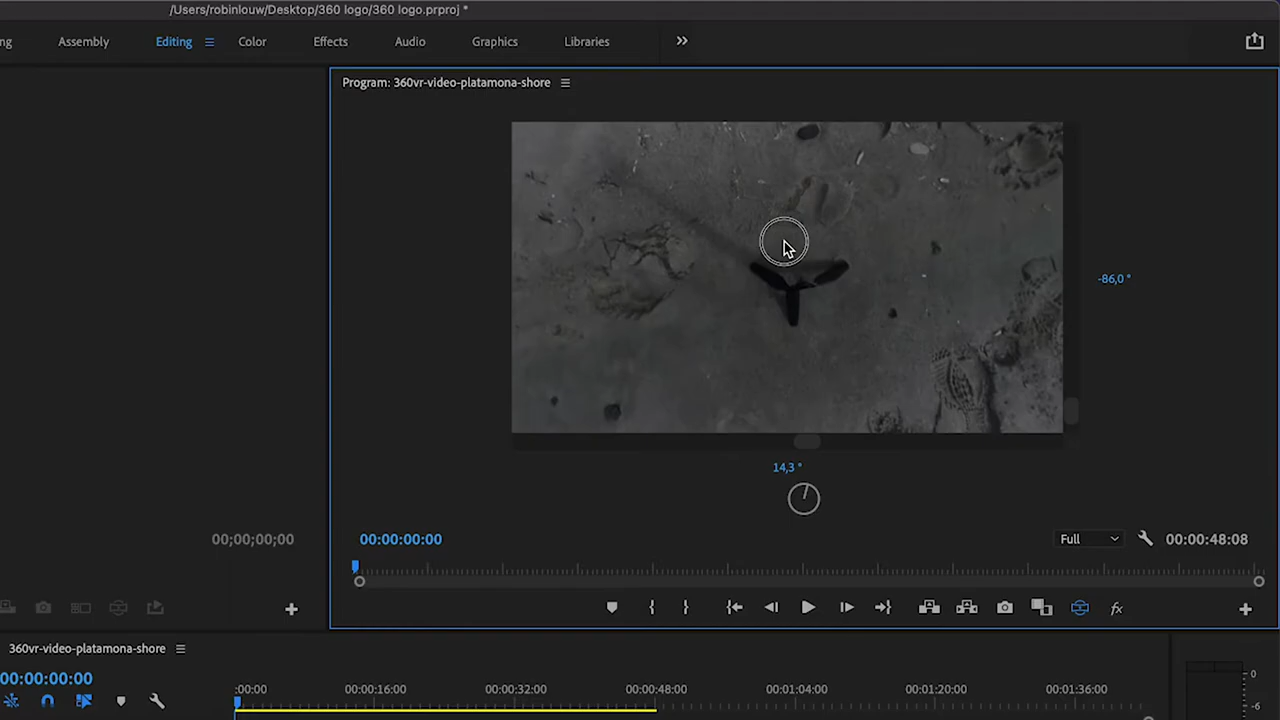 /Users/robinlouw/Desktop/360 logo/360 logo.prproj *
ng Assembly Editing Color Effects Audio Graphics Libraries
Program: 360vr-video-platamona-shore
-86,0 °
14,3 °
00;00;00;00 00:00:00:00 Full 00:00:48:08
fx
360vr-video-platamona-shore
00:00:00:00
:00:00 00:00:16:00 00:00:32:00 00:00:48:00 00:01:04:00 00:01:20:00 00:01:36:00
0
-6